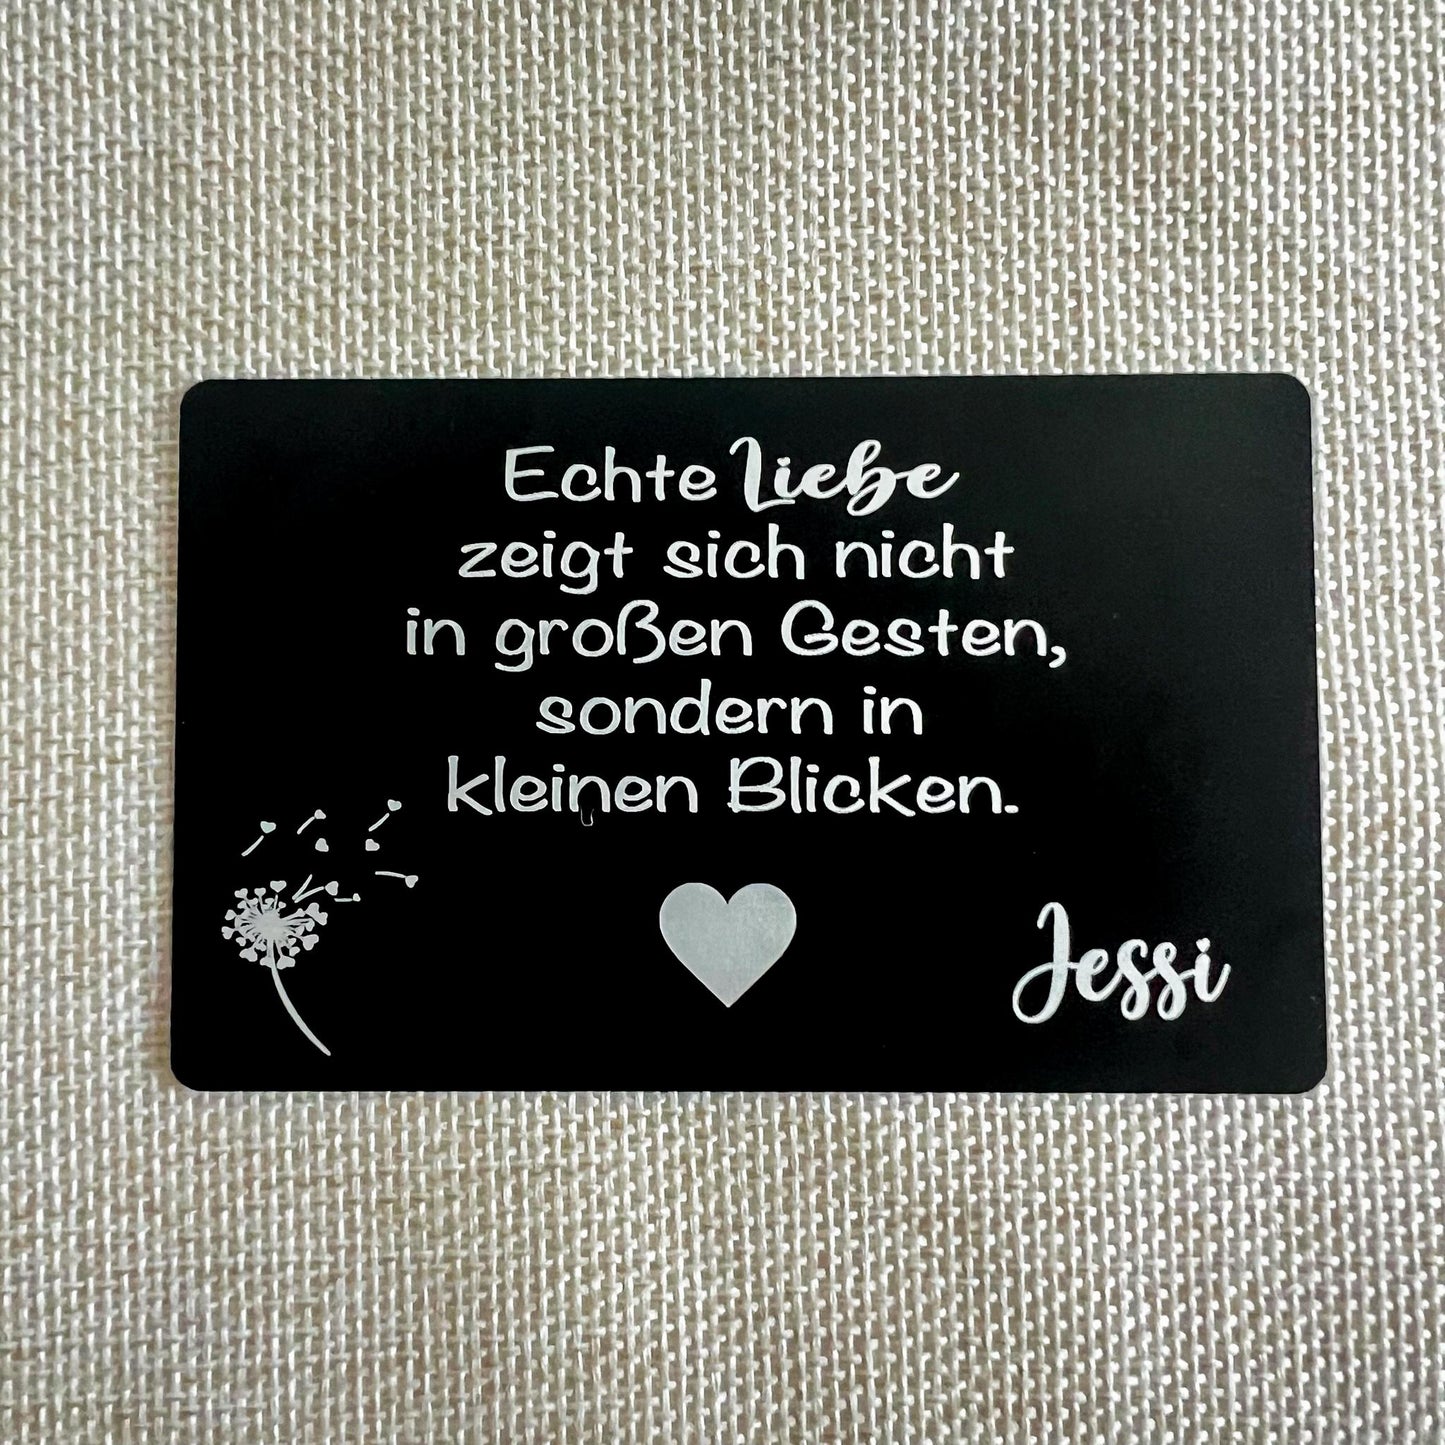 Echte Liebe
zeigt sich nicht
in großen Gesten,
sondern in
kleinen Blicken.
Jessi